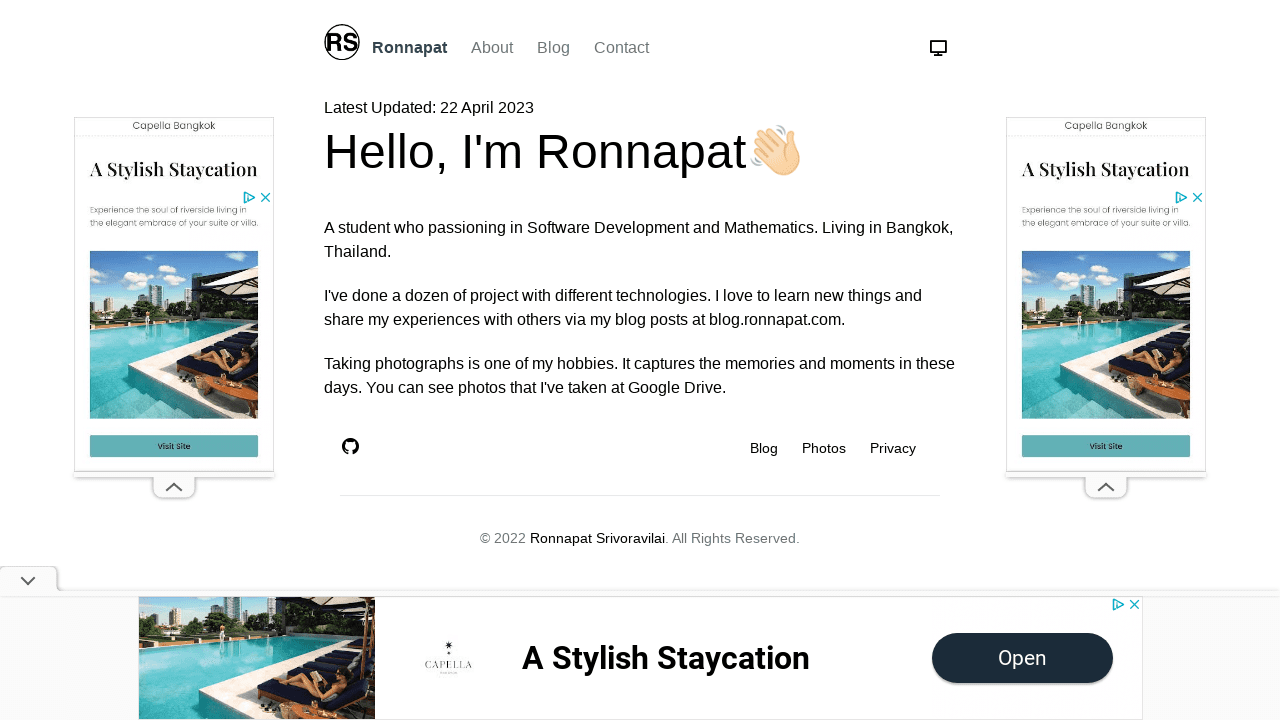 RS
Ronnapat About Blog Contact
Latest Updated: 22 April 2023
Hello, I'm Ronnapat👋🏻
A student who passioning in Software Development and Mathematics. Living in Bangkok,
Thailand.
I've done a dozen of project with different technologies. I love to learn new things and
share my experiences with others via my blog posts at blog.ronnapat.com.
Taking photographs is one of my hobbies. It captures the memories and moments in these
days. You can see photos that I've taken at Google Drive.
Blog Photos Privacy
© 2022 Ronnapat Srivoravilai. All Rights Reserved.
Capella Bangkok
A Stylish Staycation
Experience the soul of riverside living in
the elegant embrace of your suite or villa.
Visit Site
Capella Bangkok
A Stylish Staycation
Experience the soul of riverside living in
the elegant embrace of your suite or villa.
Visit Site
CAPELLA
A Stylish Staycation
Open